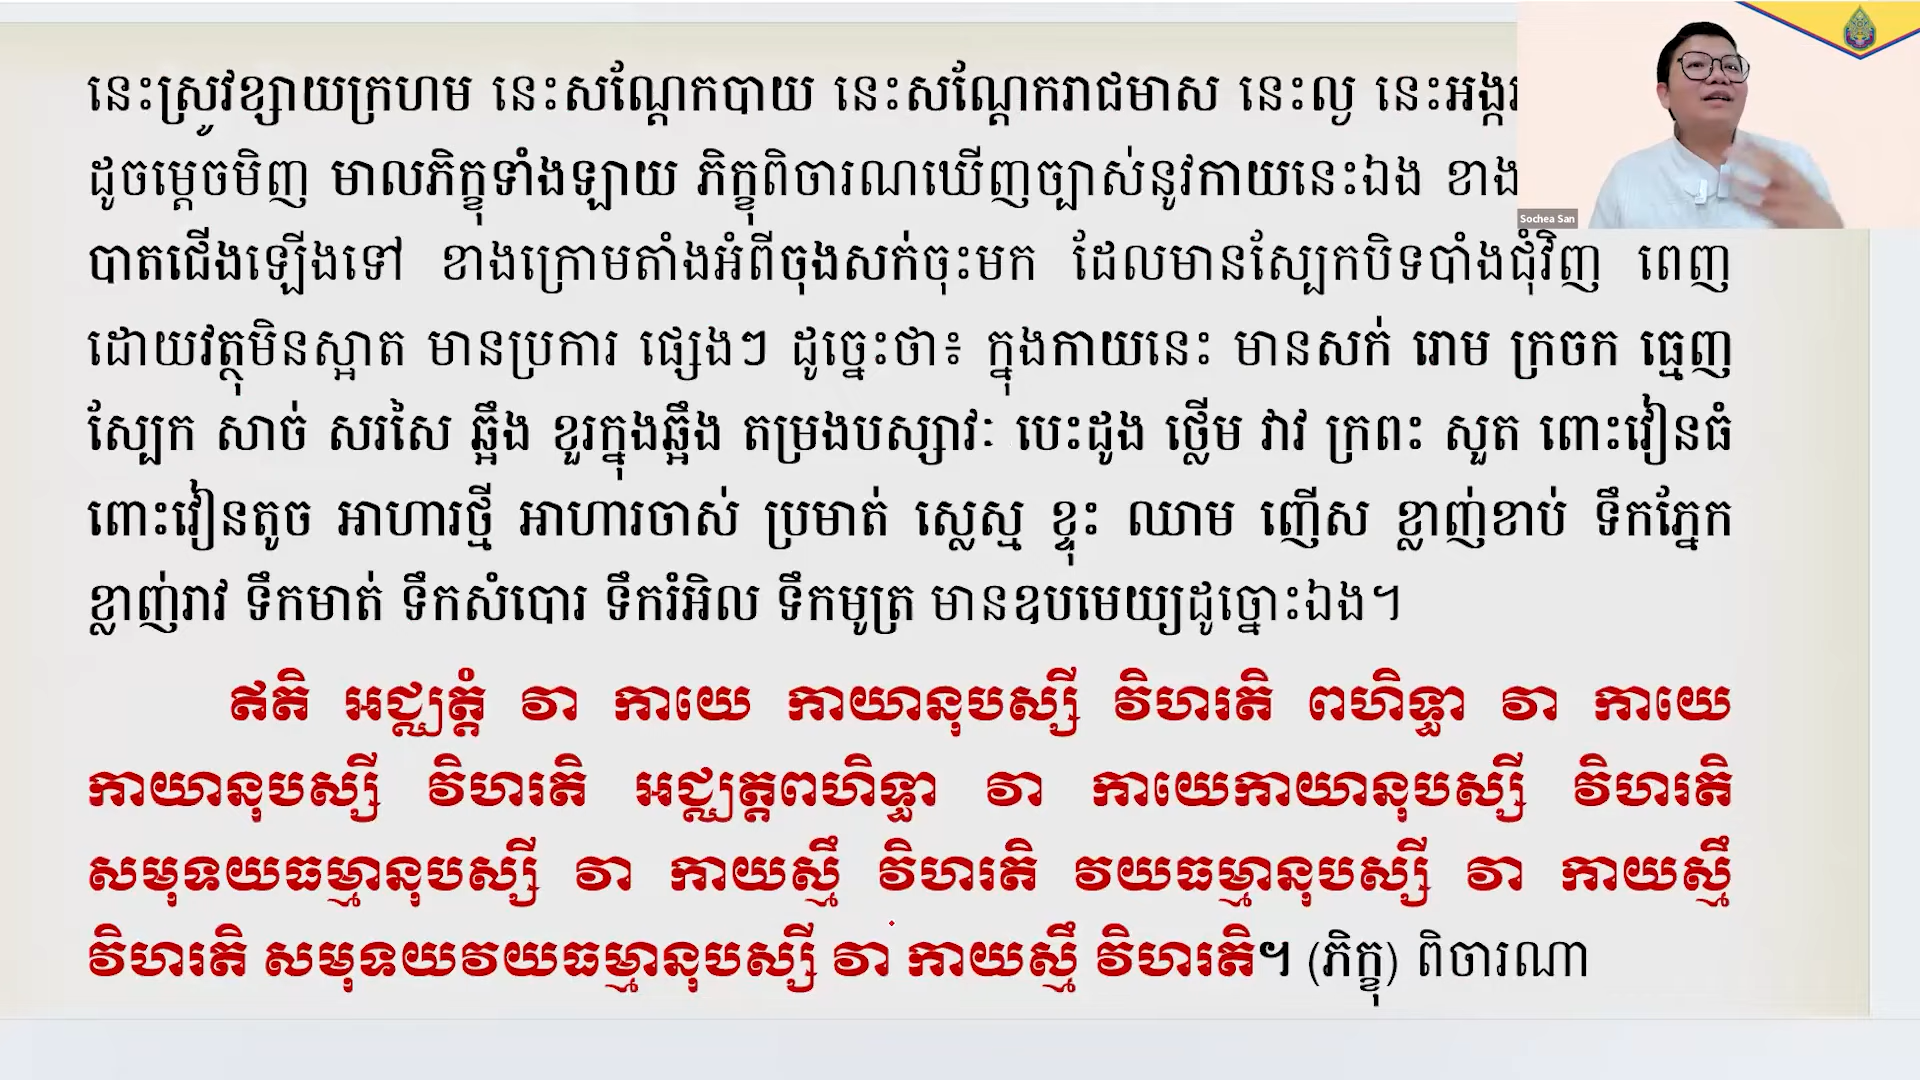 នេះស្រូវខ្សាយក្រហម នេះសណ្តែកបាយ នេះសណ្តែករាជមាស នេះល្ង
ដូចម្តេចមិញ មាលភិក្ខុទាំងឡាយ ភិក្ខុពិចារណឃើញច្បាស់នូវកាយនេះឯង ខាង
Sochea San
បាតជើងឡើងទៅ ខាងក្រោមតាំងអំពីចុងសក់ចុះមក ដែលមានស្បែកបិទបាំងជុំវិញ ពេញ
ដោយវត្ថុមិនស្អាត មានប្រការ ផ្សេងៗ ដូច្នេះថា៖ ក្នុងកាយនេះ មានសក់ រោម ក្រចក ធ្មេញ
ស្បែក សាច់ សរសៃ ឆ្អឹង ខួរក្នុងឆ្អឹង តម្រងបស្សាវៈ បេះដូង ថ្លើម វាវ ក្រពះ សួត ពោះវៀនធំ
ពោះវៀនតូច អាហារថ្មី អាហារចាស់ ប្រមាត់ ស្លេស្ម ខ្ទុះ ឈាម ញើស ខ្លាញ់ខាប់ ទឹកភ្នែក
ខ្លាញ់រាវ ទឹកមាត់ ទឹកសំបោរ ទឹករំអិល ទឹកមូត្រ មានឧបមេយ្យដូច្នោះឯង។
ឥតិ អជ្ឈត្តំ វា កាយេ កាយានុបស្សី វិហរតិ ពហិទ្ធា វា កាយេ
កាយានុបស្សី វិហរតិ អជ្ឈត្តពហិទ្ធា វា កាយេកាយានុបស្សី វិហរតិ
សមុទយធម្មានុបស្សី វា កាយស្មឹ វិហរតិ វយធម្មានុបស្សី វា កាយស្មឹ
វិហរតិ សមុទយវយធម្មានុបស្សី វា កាយស្មឹ វិហរតិ។ (ភិក្ខុ) ពិចារណា